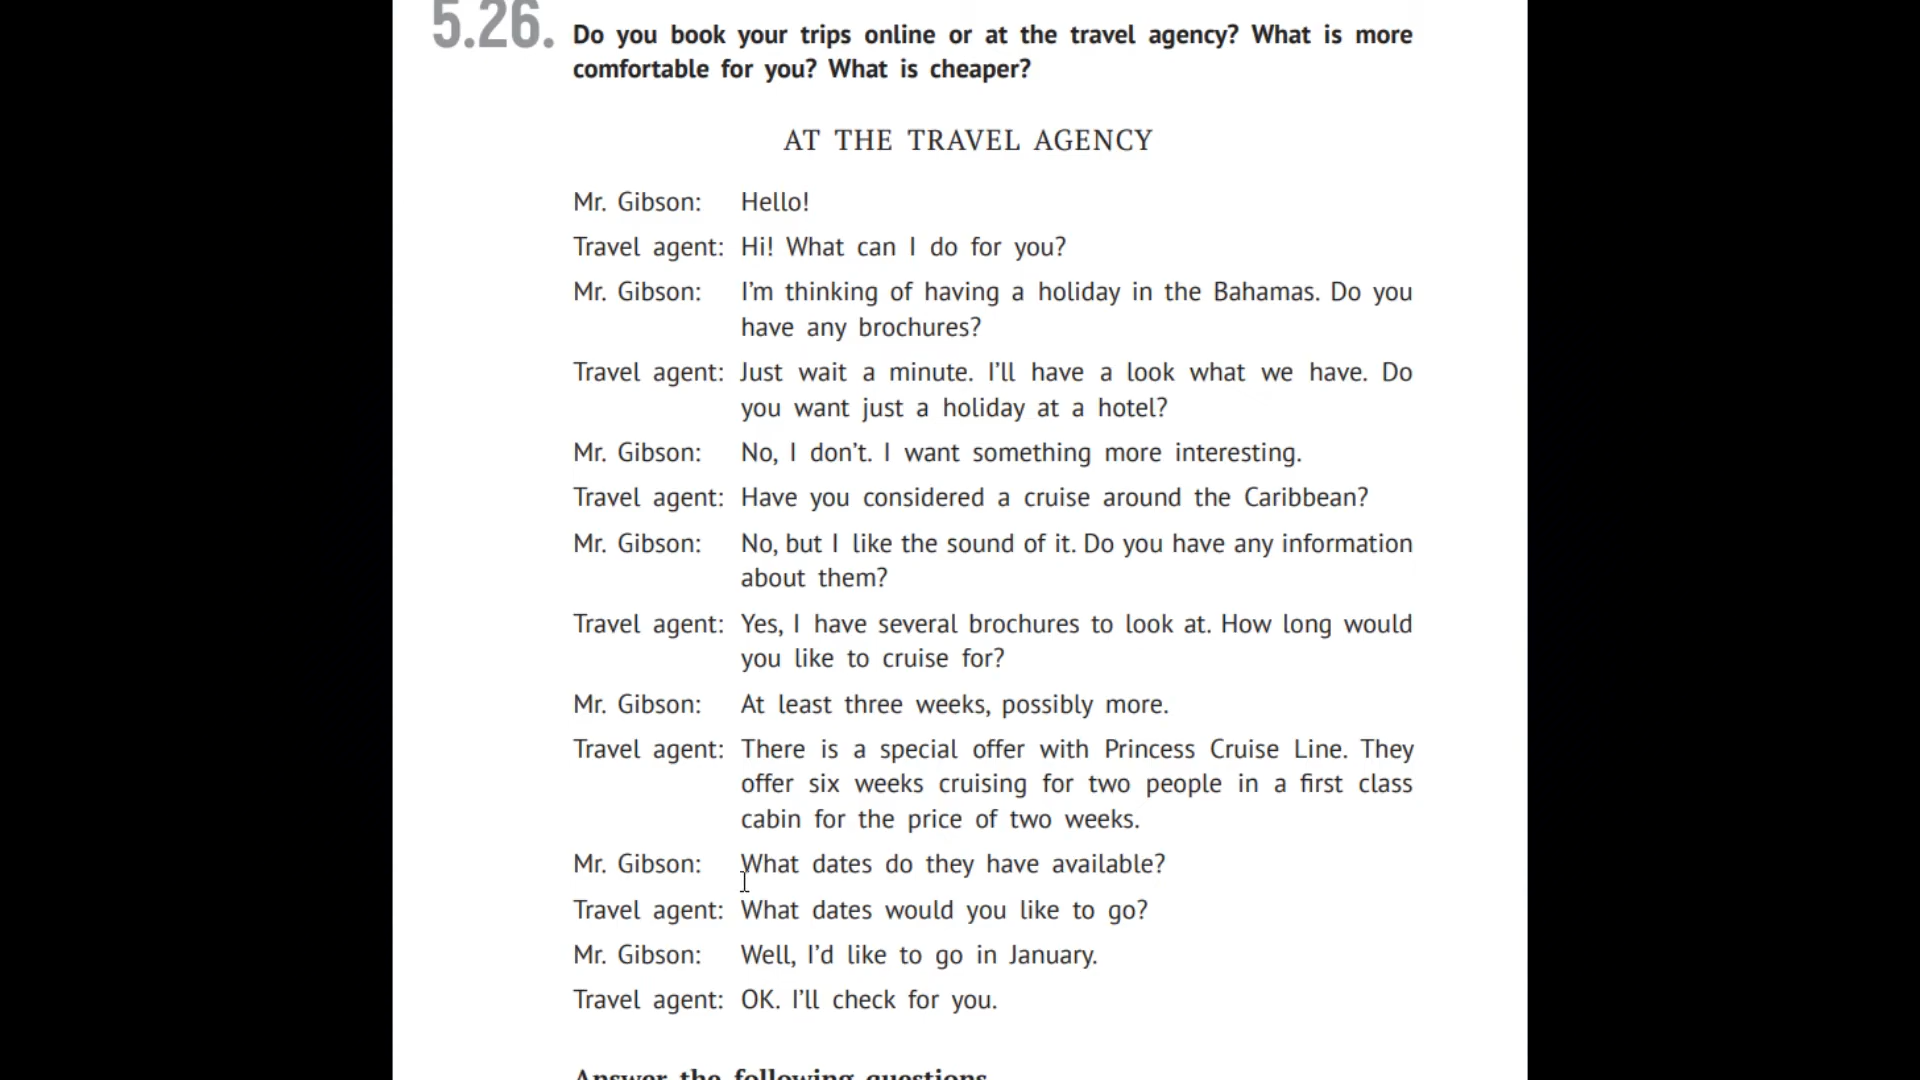 5.26. Do you book your trips online or at the travel agency? What is more
comfortable for you? What is cheaper?
AT THE TRAVEL AGENCY
Mr. Gibson: Hello!
Travel agent: Hi! What can I do for you?
Mr. Gibson: I'm thinking of having a holiday in the Bahamas. Do you
have any brochures?
Travel agent: Just wait a minute. I'll have a look what we have. Do
you want just a holiday at a hotel?
Mr. Gibson: No, I don't. I want something more interesting.
Travel agent: Have you considered a cruise around the Caribbean?
Mr. Gibson: No, but I like the sound of it. Do you have any information
about them?
Travel agent: Yes, I have several brochures to look at. How long would
you like to cruise for?
Mr. Gibson: At least three weeks, possibly more.
Travel agent: There is a special offer with Princess Cruise Line. They
offer six weeks cruising for two people in a first class
cabin for the price of two weeks.
Mr. Gibson: What dates do they have available?
Travel agent: What dates would you like to go?
Mr. Gibson: Well, I'd like to go in January.
Travel agent: OK. I'll check for you.
Answer the following questions